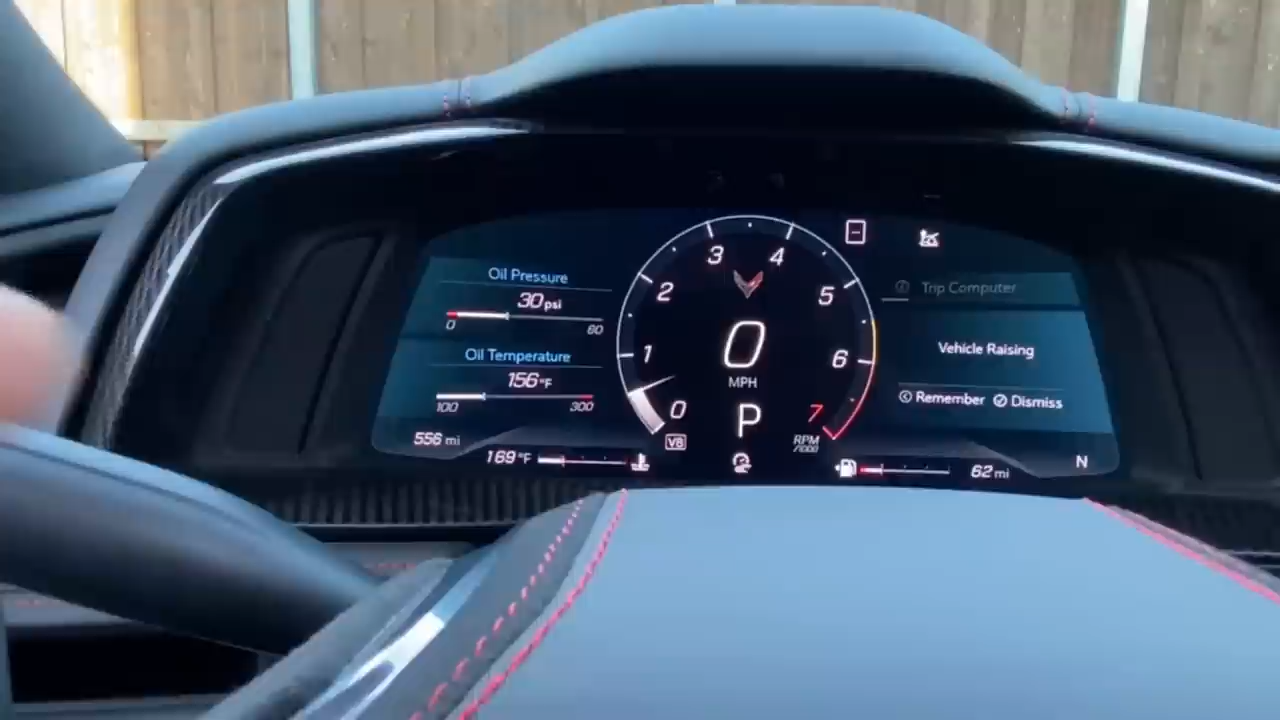 Oil Pressure
30 psi
0 60
Oil Temperature
156 °F
100 300
556 mi
169 °F
0 1 2 3 4 5 6 7
0
MPH
P
V8
RPM
/1000
Trip Computer
Vehicle Raising
Remember Dismiss
62 mi
N